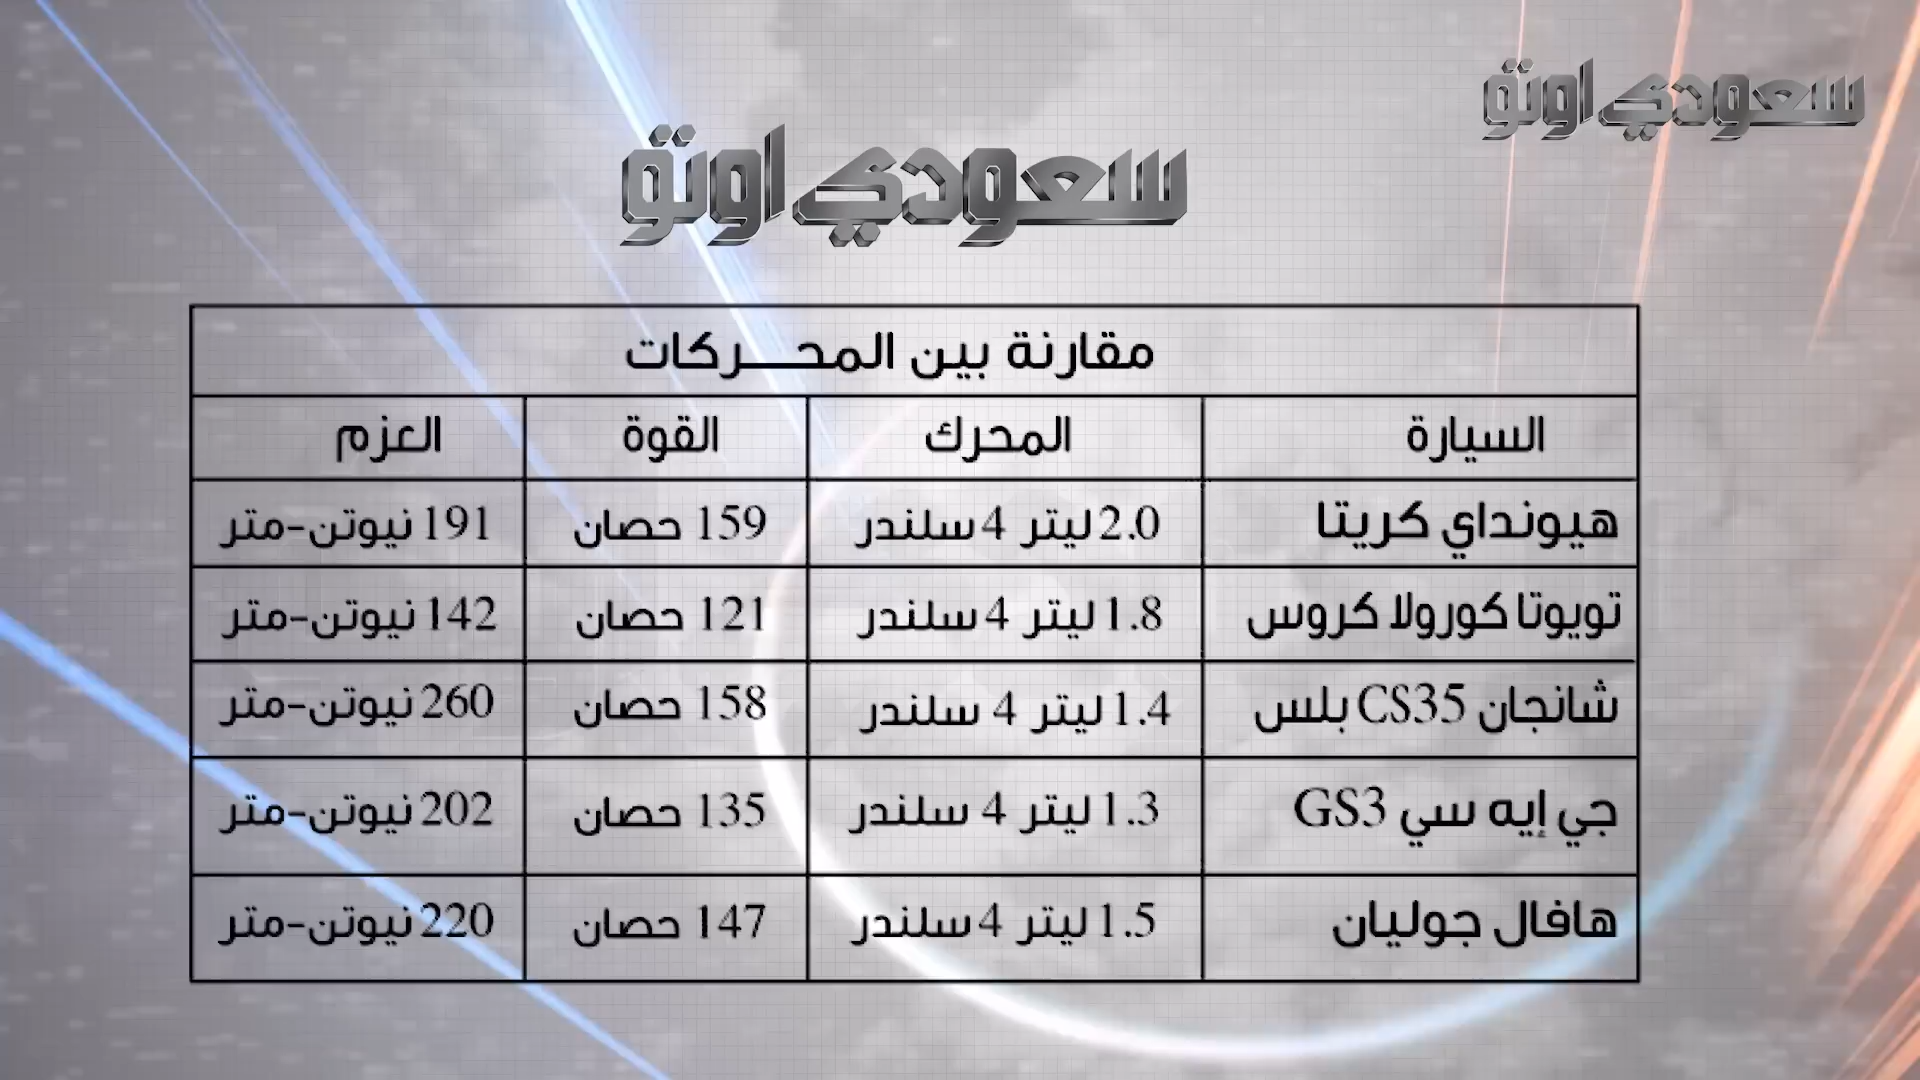 سعودي اوتو
سعودي اوتو
مقارنة بين المحـــركات
السيارة المحرك القوة العزم
هيونداي كريتا 2.0 ليتر 4 سلندر 159 حصان 191 نيوتن-متر
تويوتا كورولا كروس 1.8 ليتر 4 سلندر 121 حصان 142 نيوتن-متر
شانجان CS35 بلس 1.4 ليتر 4 سلندر 158 حصان 260 نيوتن-متر
جي إيه سي GS3 1.3 ليتر 4 سلندر 135 حصان 202 نيوتن-متر
هافال جوليان 1.5 ليتر 4 سلندر 147 حصان 220 نيوتن-متر